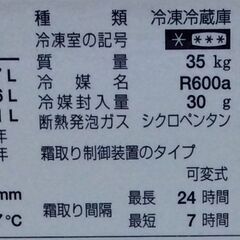 種類 冷凍冷蔵庫
冷凍室の記号 * ***
質量 35 kg
L 冷媒名 R600a
L 冷媒封入量 30 g
L 断熱発泡ガス シクロペンタン
年
年 霜取り制御装置のタイプ
可変式
mm 霜取り間隔 最長 24 時間
℃ 最短 7 時間